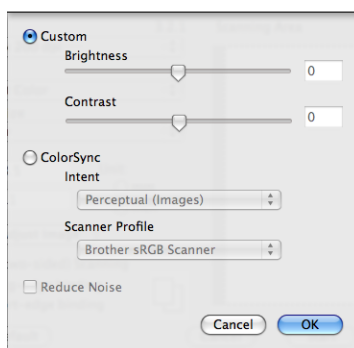 Custom
Brightness
0
Contrast
0
ColorSync
Intent
Perceptual (Images)
Scanner Profile
Brother sRGB Scanner
Reduce Noise
Cancel
OK